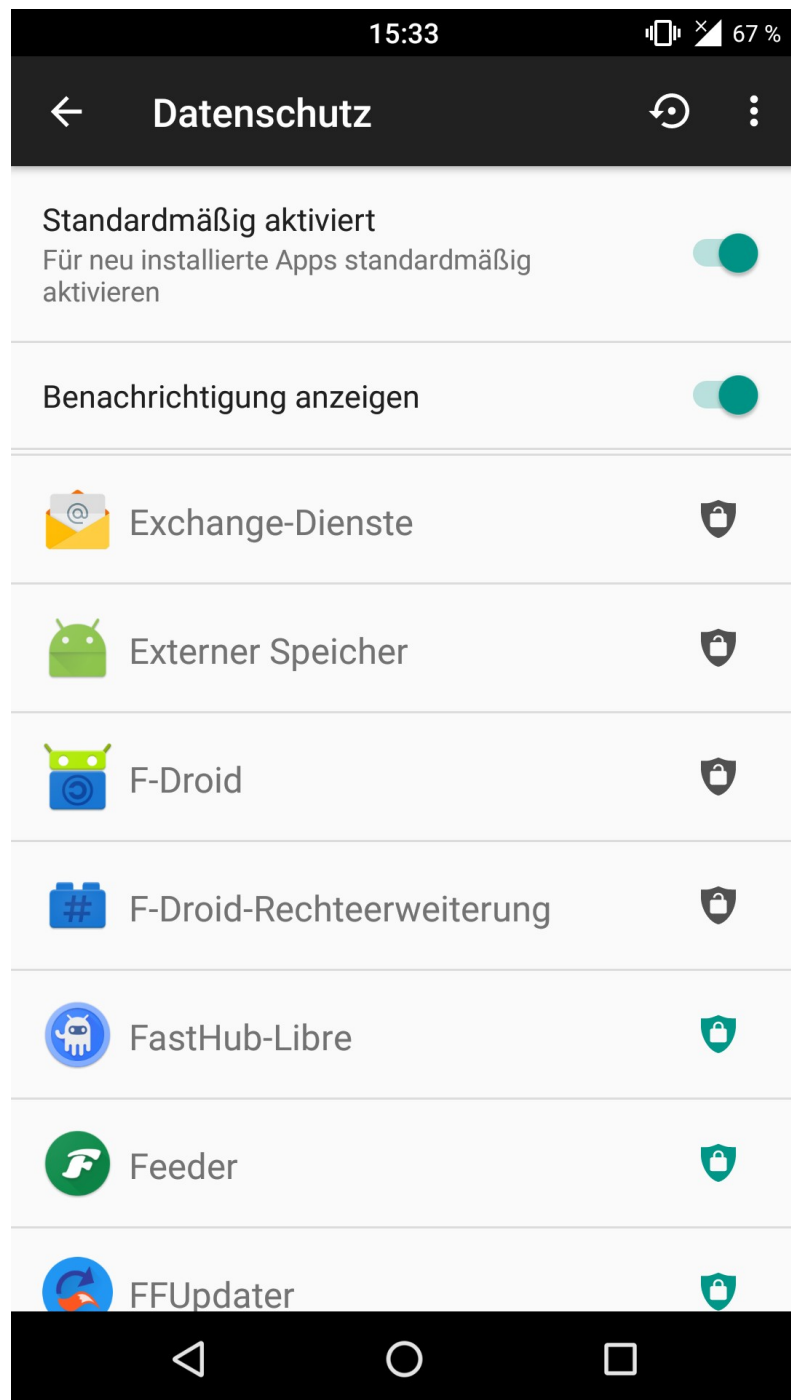 15:33
67 %
Datenschutz
Standardmäßig aktiviert
Für neu installierte Apps standardmäßig
aktivieren
Benachrichtigung anzeigen
@
Exchange-Dienste
Externer Speicher
F-Droid
#
F-Droid-Rechteerweiterung
FastHub-Libre
F
Feeder
FFUpdater